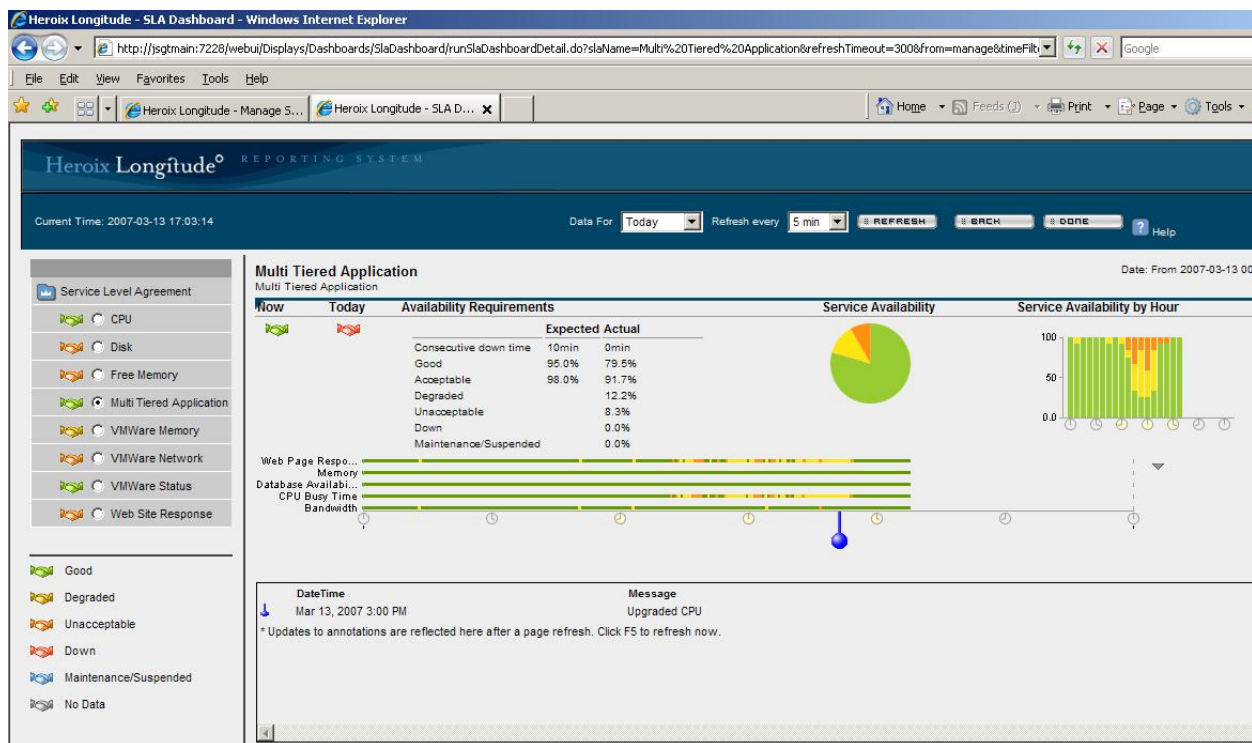 Heroix Longitude - SLA Dashboard - Windows Internet Explorer
http://jsgtmain:7228/webui/Displays/Dashboards/SlaDashboard/runSlaDashboardDetail.do?slaName=Multi%20Tiered%20Application&refreshTimeout=300&from=manage&timeFilt
Google
File Edit View Favorites Tools Help
Heroix Longitude - Manage S...
Heroix Longitude - SLA D...
Home Feeds (J) Print Page Tools
Heroix Longîtude° REPORTING SYSTEM
Current Time: 2007-03-13 17:03:14
Data For Today Refresh every 5 min REFRESH BACK DONE ? Help
Service Level Agreement
CPU
Disk
Free Memory
Multi Tiered Application
VMWare Memory
VMWare Network
VMWare Status
Web Site Response
Good
Degraded
Unacceptable
Down
Maintenance/Suspended
No Data
Multi Tiered Application
Date: From 2007-03-13 00
Multi Tiered Application
Now Today Availability Requirements Service Availability Service Availability by Hour
Expected Actual
Consecutive down time 10min 0min
Good 95.0% 79.5%
Acceptable 98.0% 91.7%
Degraded 12.2%
Unacceptable 8.3%
Down 0.0%
Maintenance/Suspended 0.0%
100
50
0.0
Web Page Respo...
Memory
Database Availabi...
CPU Busy Time
Bandwidth
DateTime Message
Mar 13, 2007 3:00 PM Upgraded CPU
* Updates to annotations are reflected here after a page refresh. Click F5 to refresh now.